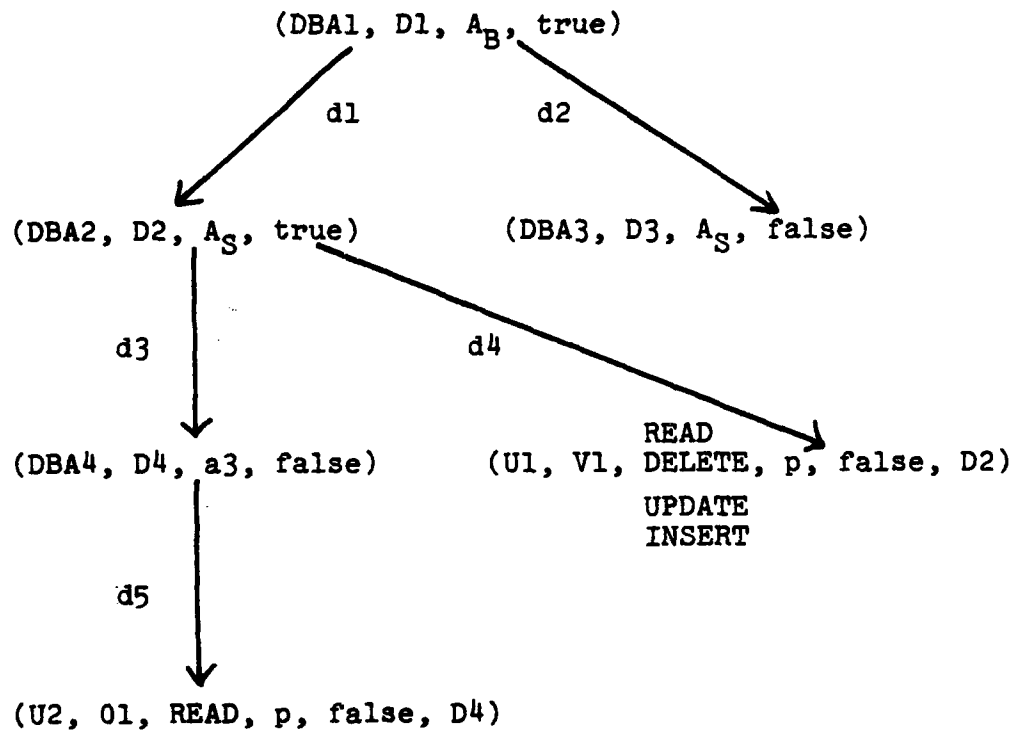 (DBA1, D1, A_B, true)
d1 d2
(DBA2, D2, A_S, true) (DBA3, D3, A_S, false)
d3 d4
READ
(DBA4, D4, a3, false) (U1, V1, DELETE, p, false, D2)
UPDATE
INSERT
d5
(U2, O1, READ, p, false, D4)